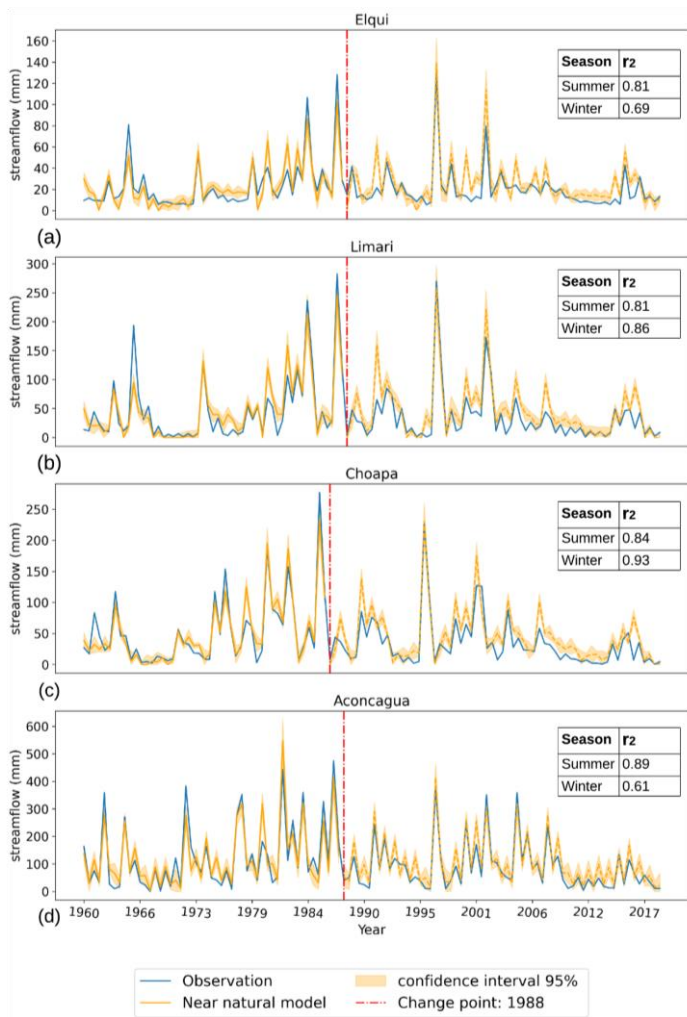 Elqui
160
140
120
100
80
60
40
20
0
streamflow (mm)
Season r2
Summer 0.81
Winter 0.69
(a)
Limari
300
250
200
150
100
50
0
streamflow (mm)
Season r2
Summer 0.81
Winter 0.86
(b)
Choapa
250
200
150
100
50
0
streamflow (mm)
Season r2
Summer 0.84
Winter 0.93
(c)
Aconcagua
600
500
400
300
200
100
0
streamflow (mm)
Season r2
Summer 0.89
Winter 0.61
(d)
1960 1966 1973 1979 1984 1990 1995 2001 2006 2012 2017
Year
Observation confidence interval 95%
Near natural model Change point: 1988